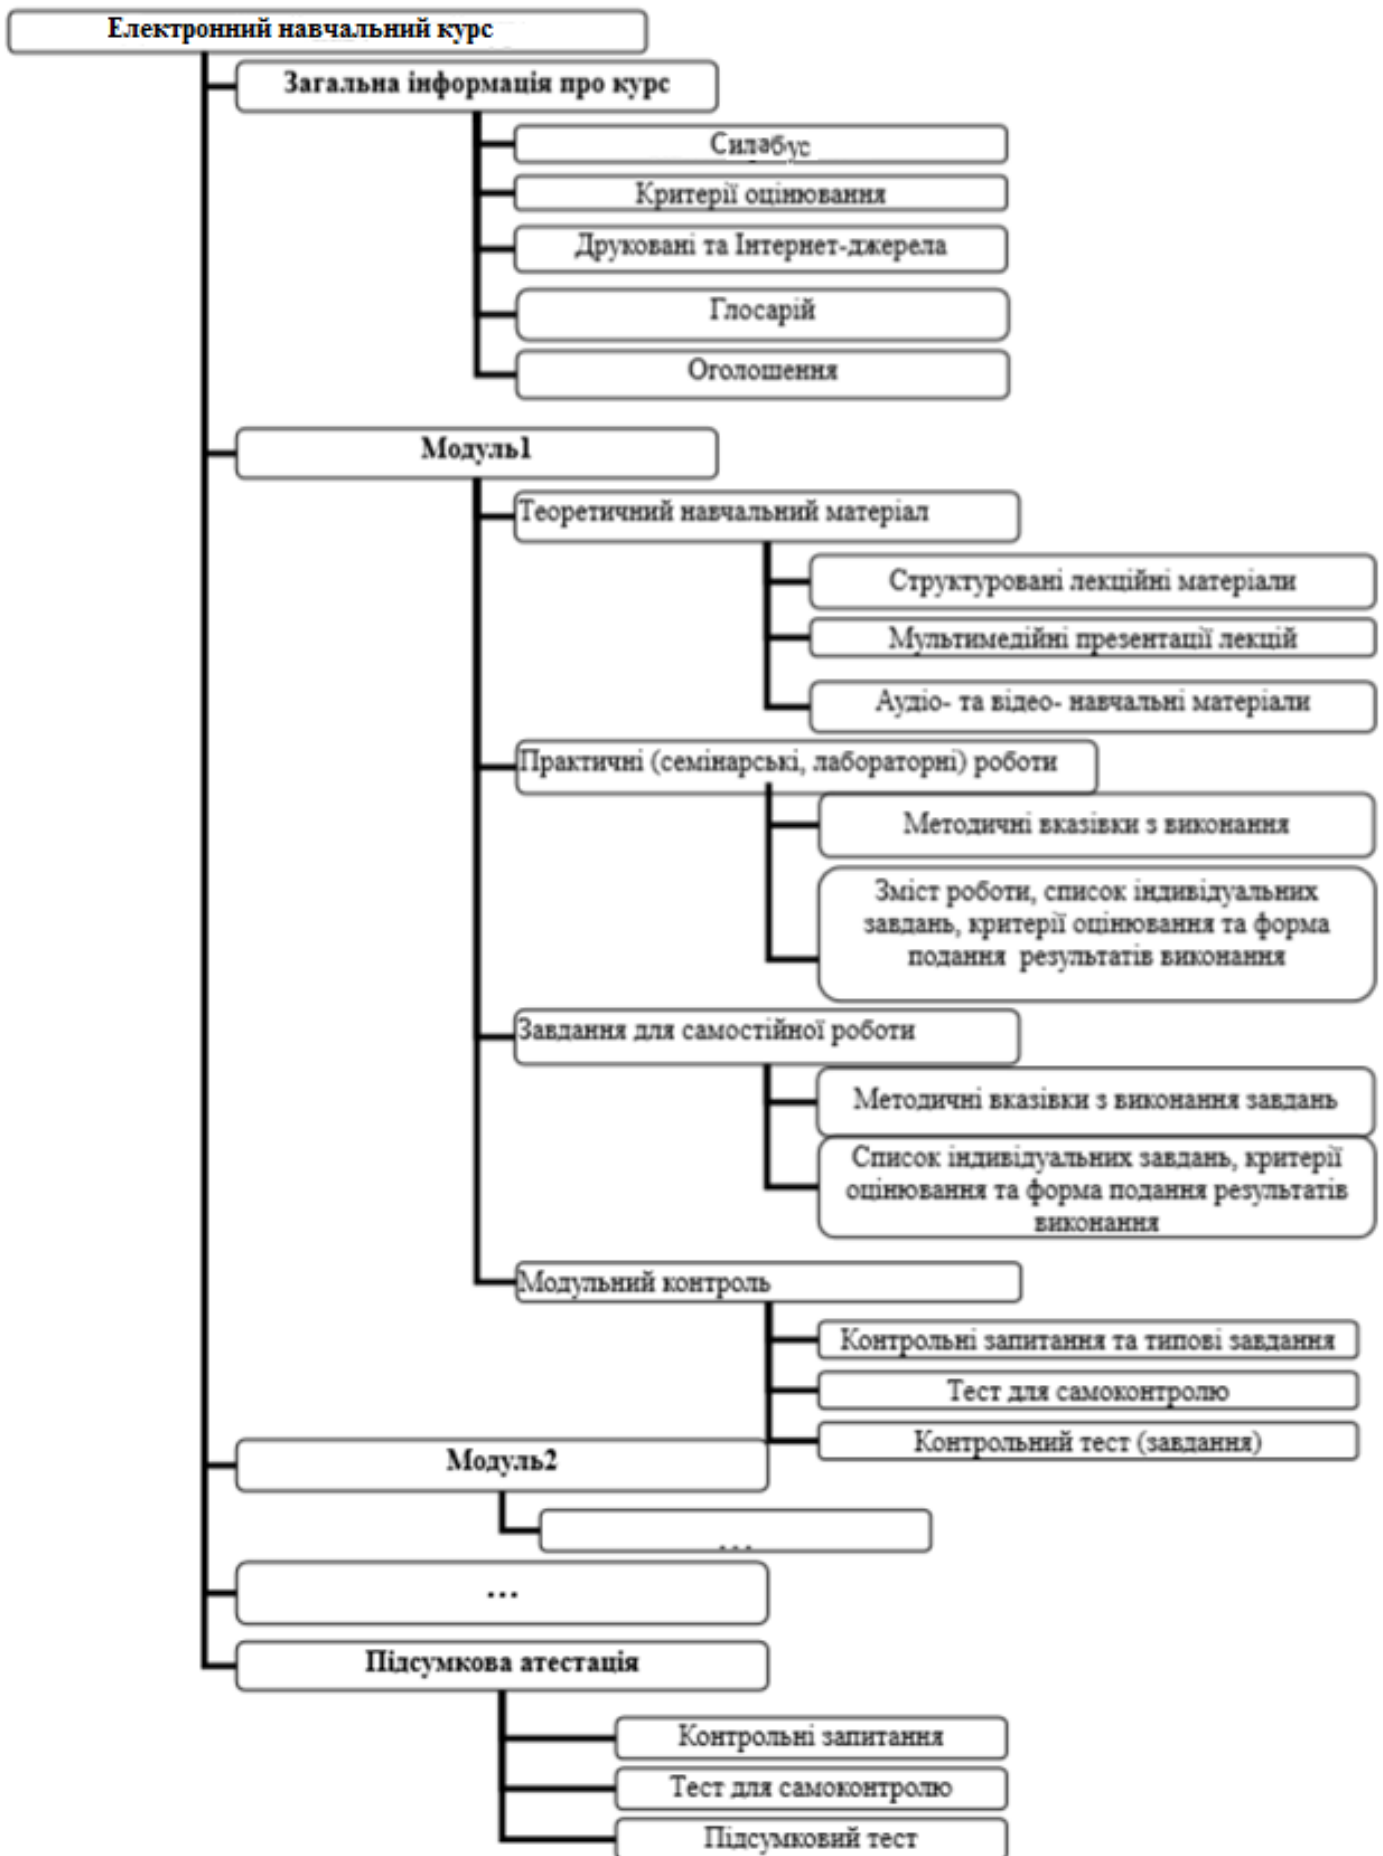 Електронний навчальний курс
Загальна інформація про курс
Силабус
Критерії оцінювання
Друковані та Інтернет-джерела
Глосарій
Оголошення
Модуль1
Теоретичний навчальний матеріал
Структуровані лекційні матеріали
Мультимедійні презентації лекцій
Аудіо- та відео- навчальні матеріали
Практичні (семінарські, лабораторні) роботи
Методичні вказівки з виконання
Зміст роботи, список індивідуальних
завдань, критерії оцінювання та форма
подання результатів виконання
Завдання для самостійної роботи
Методичні вказівки з виконання завдань
Список індивідуальних завдань, критерії
оцінювання та форма подання результатів
виконання
Модульний контроль
Контрольні запитання та типові завдання
Тест для самоконтролю
Контрольний тест (завдання)
Модуль2
...
...
Підсумкова атестація
Контрольні запитання
Тест для самоконтролю
Підсумковий тест